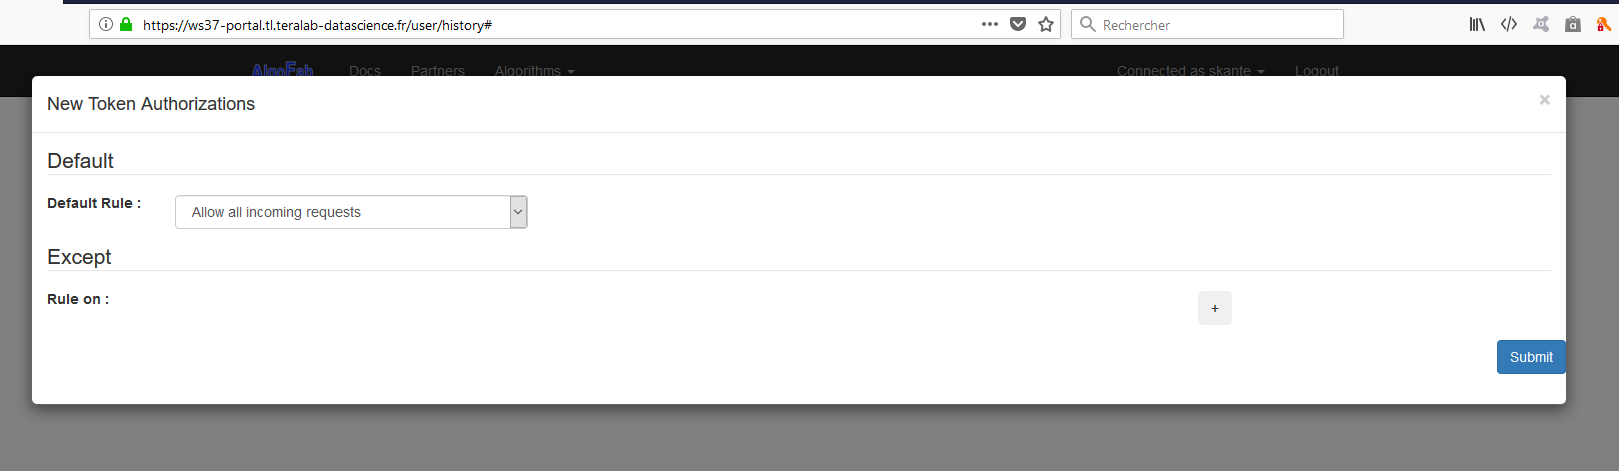 https://ws37-portal.tl.teralab-datascience.fr/user/history#
Rechercher
AlgoFab Docs Partners Algorithms Connected as skante Logout
New Token Authorizations ×
Default
Default Rule : Allow all incoming requests
Except
Rule on : +
Submit